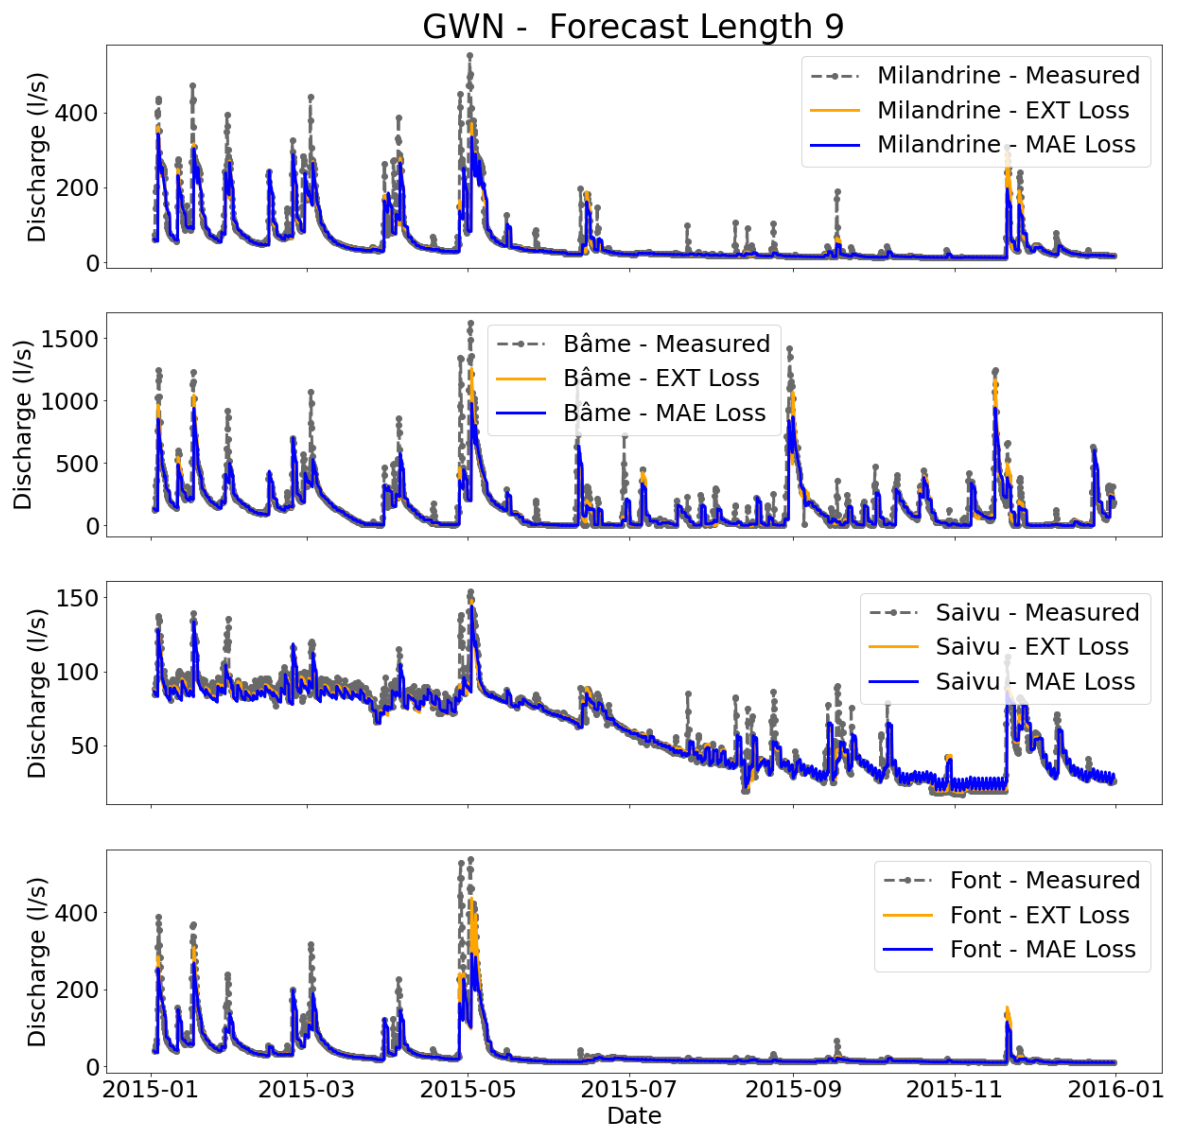 GWN -  Forecast Length 9
Discharge (l/s)
400
200
0
Milandrine - Measured
Milandrine - EXT Loss
Milandrine - MAE Loss
Discharge (l/s)
1500
1000
500
0
Bâme - Measured
Bâme - EXT Loss
Bâme - MAE Loss
Discharge (l/s)
150
100
50
Saivu - Measured
Saivu - EXT Loss
Saivu - MAE Loss
Discharge (l/s)
400
200
0
Font - Measured
Font - EXT Loss
Font - MAE Loss
2015-01 2015-03 2015-05 2015-07 2015-09 2015-11 2016-01
Date